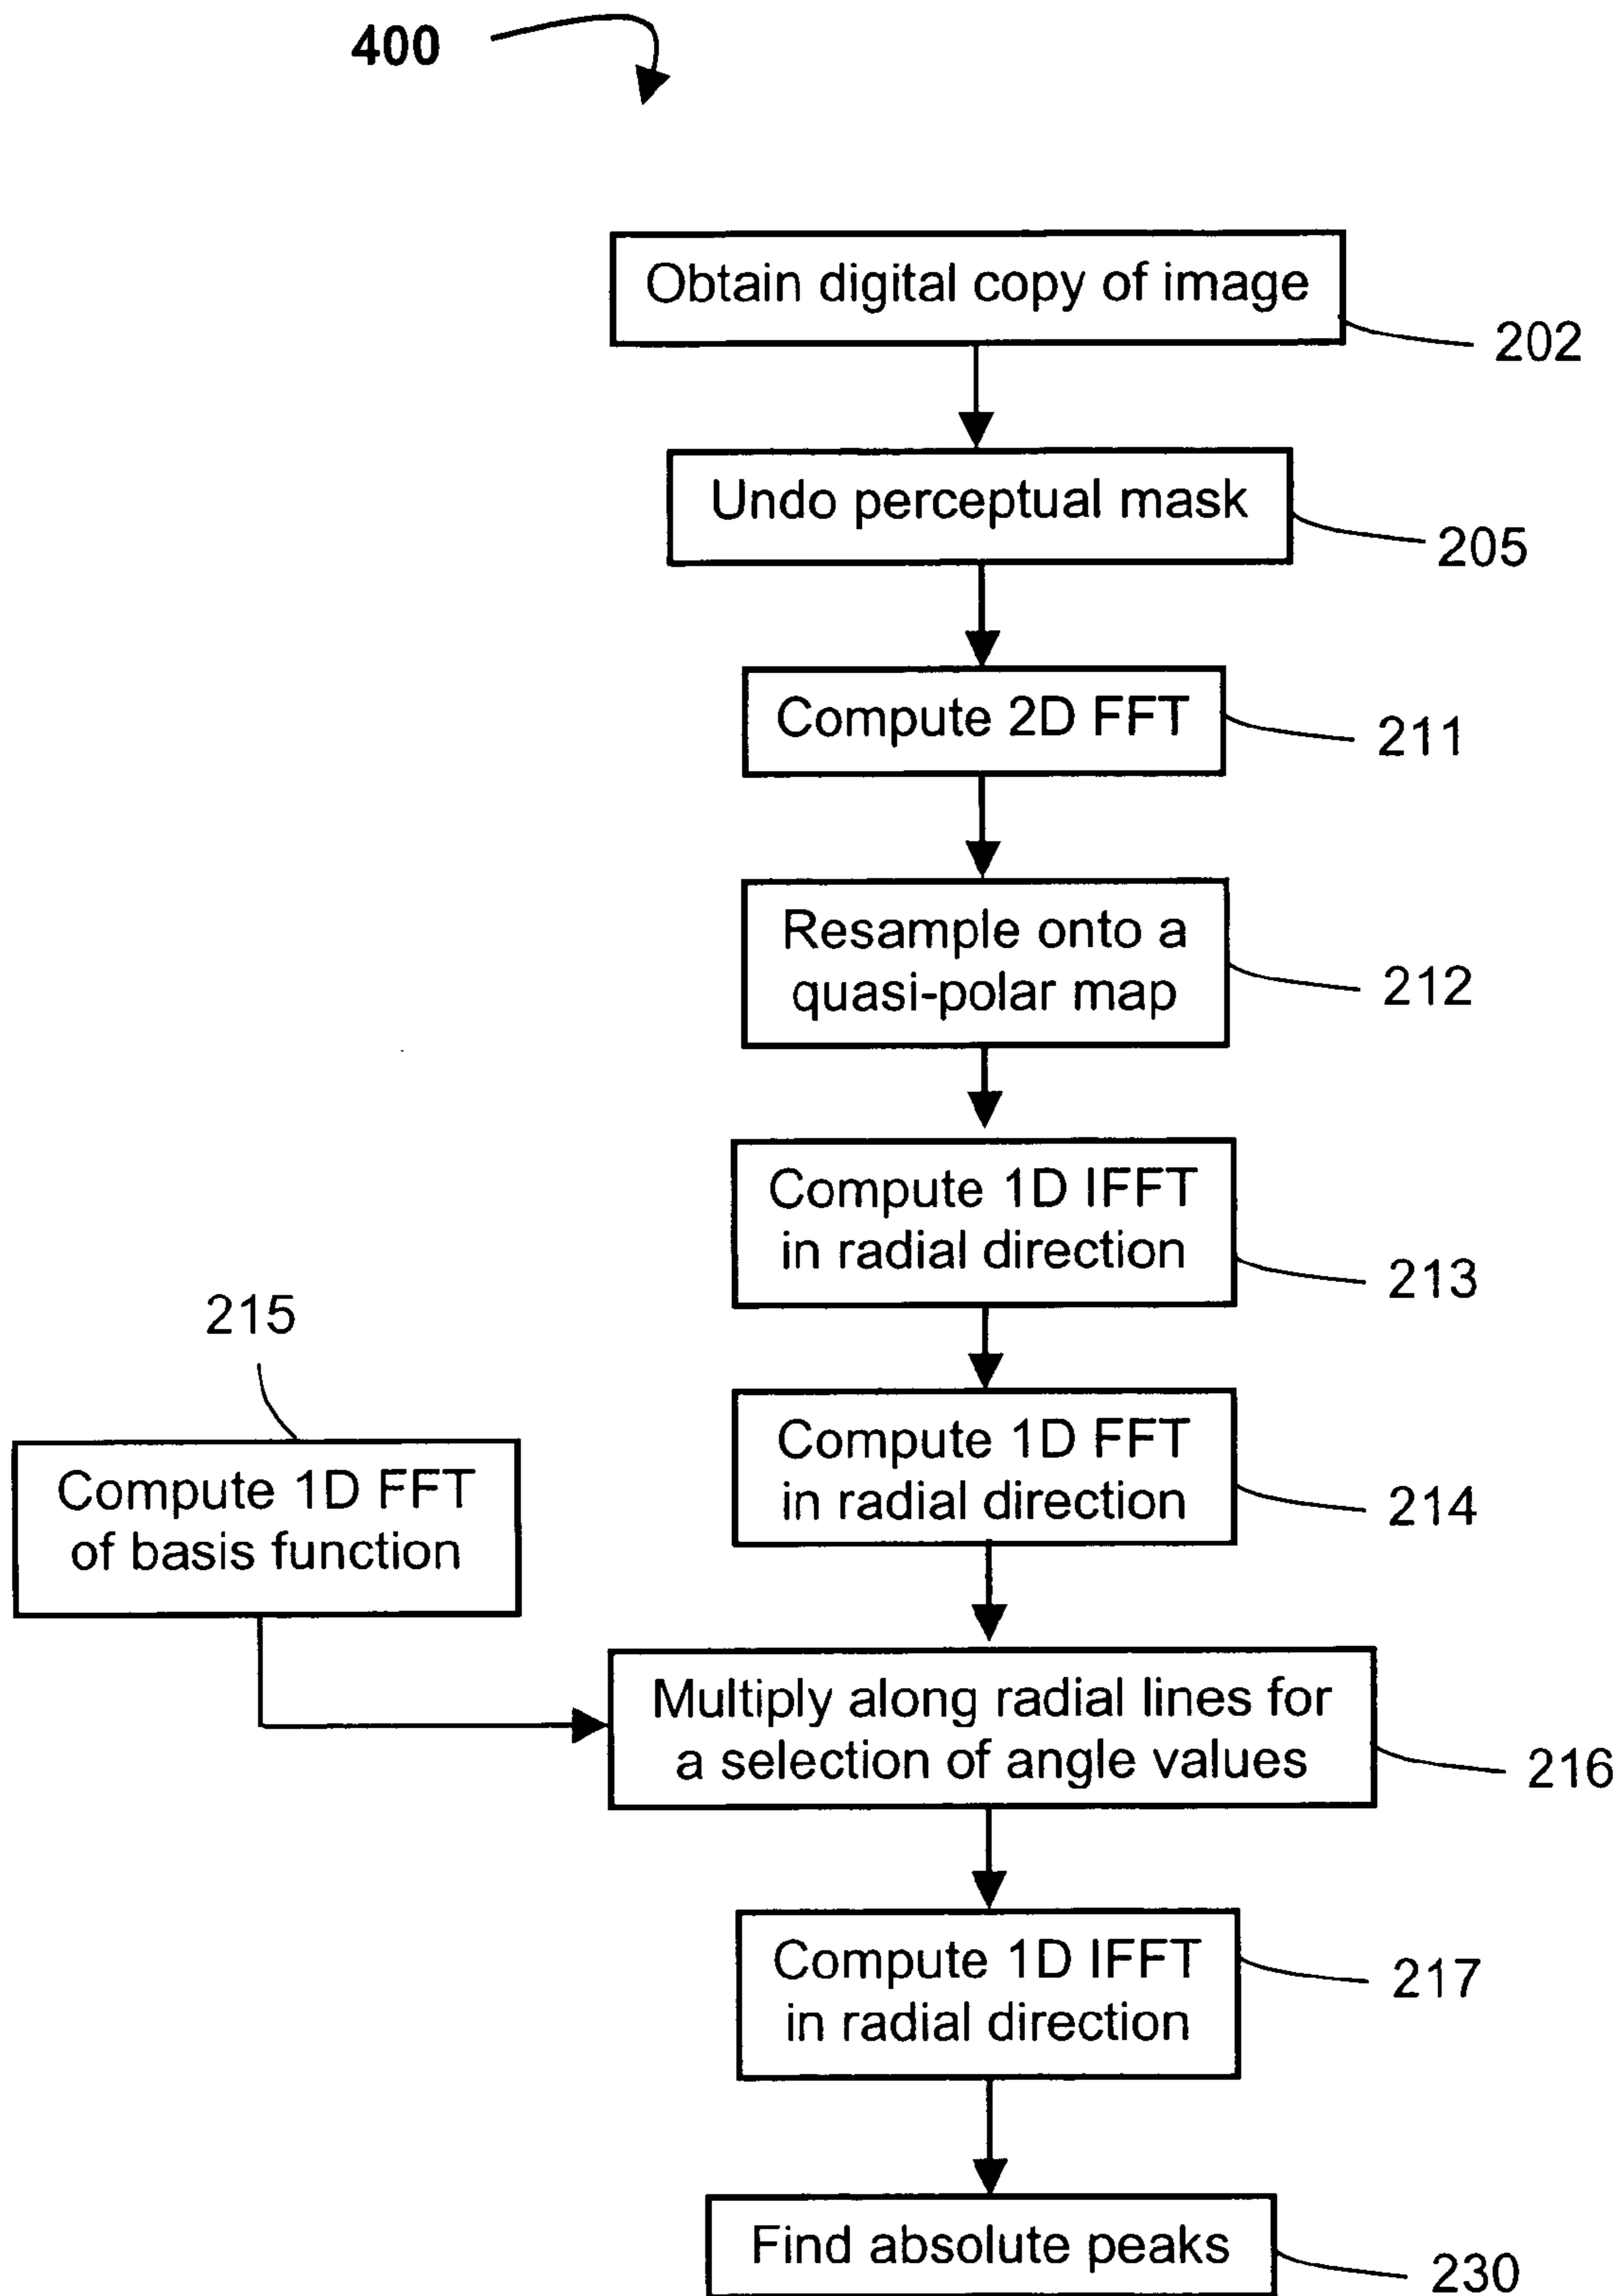 400
Obtain digital copy of image
202
Undo perceptual mask
205
Compute 2D FFT
211
Resample onto a
quasi-polar map
212
Compute 1D IFFT
in radial direction
213
215
Compute 1D FFT
in radial direction
214
Compute 1D FFT
of basis function
Multiply along radial lines for
a selection of angle values
216
Compute 1D IFFT
in radial direction
217
Find absolute peaks
230